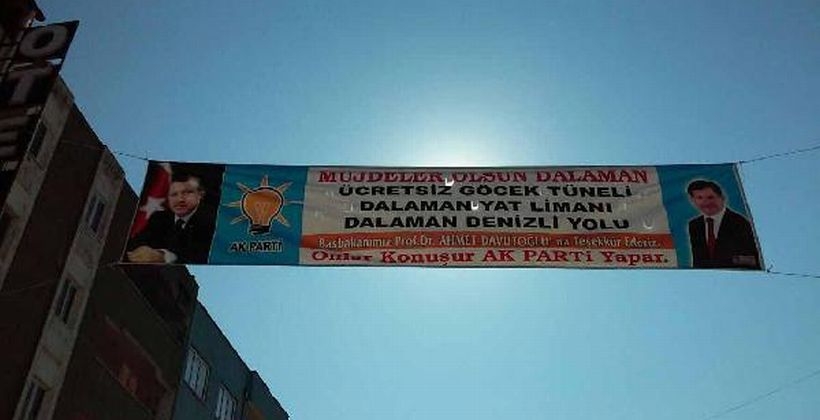 OTE
MÜJDELER OLSUN DALAMAN
ÜCRETSİZ GÖCEK TÜNELİ
DALAMAN YAT LİMANI
DALAMAN DENİZLİ YOLU
Başbakanımız Prof.Dr. AHMET DAVUTOĞLU' na Teşekkür Ederiz.
Onlar Konuşur AK PARTİ Yapar.
AK PARTİ